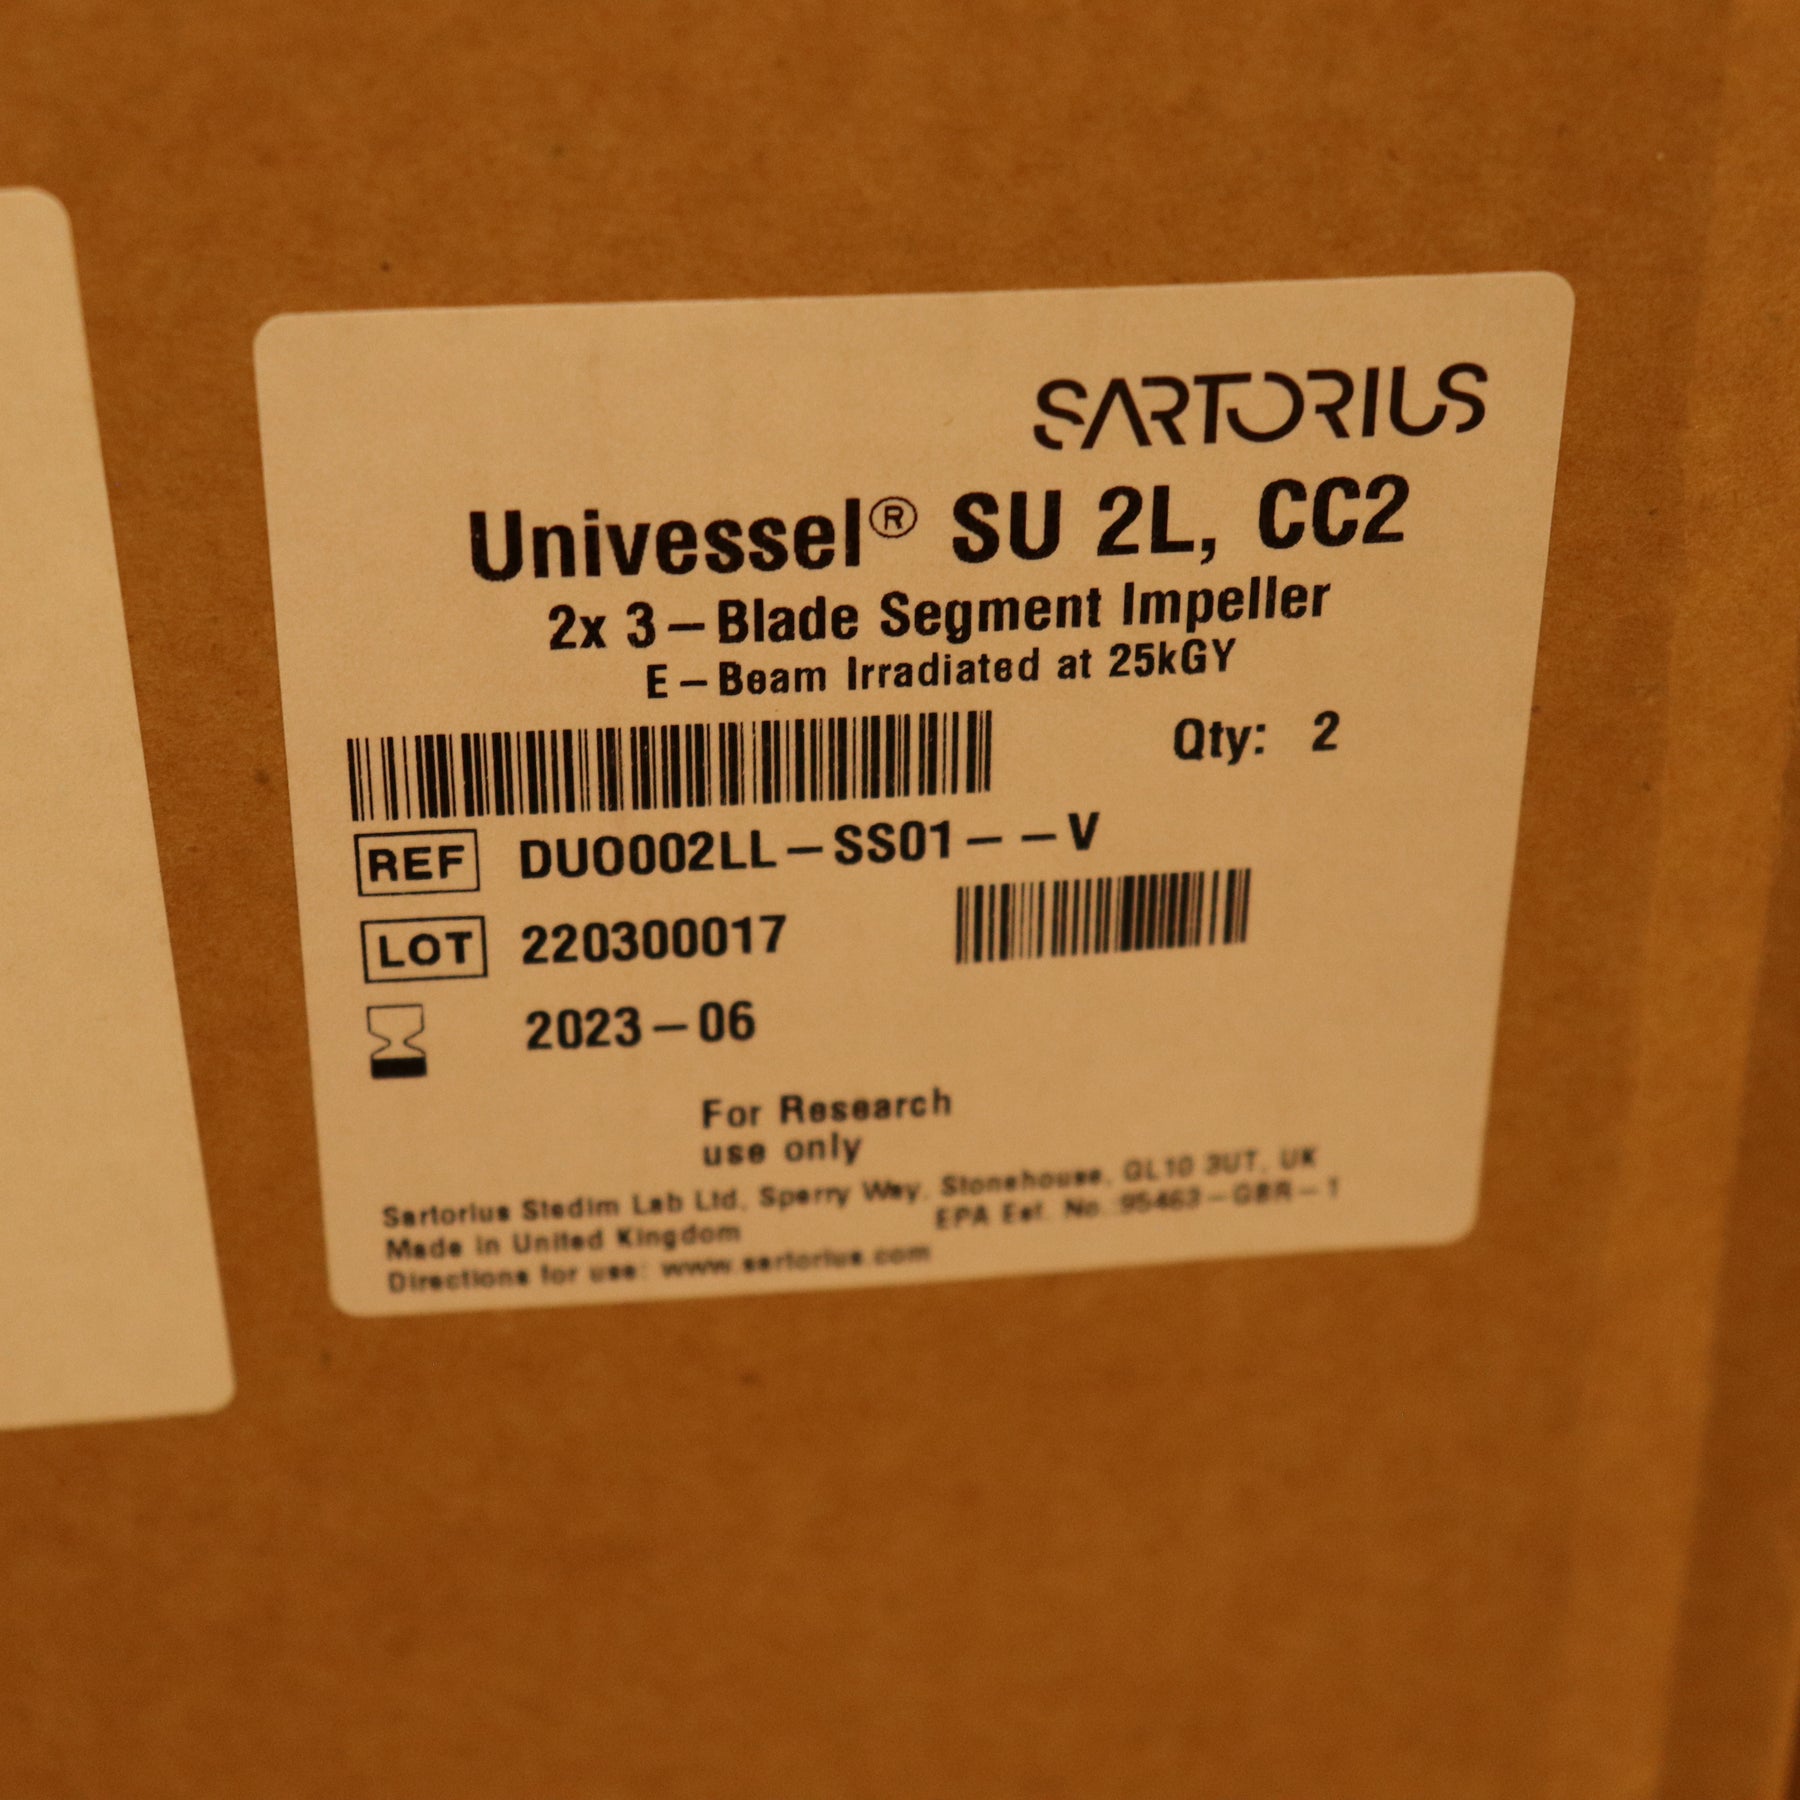 SARTORIUS
Univessel® SU 2L, CC2
2x 3-Blade Segment Impeller
E-Beam Irradiated at 25kGY
Qty: 2
REF DUO002LL-SS01--V
LOT 220300017
2023-06
For Research
use only
Sartorius Stedim Lab Ltd, Sperry Way, Stonehouse, GL10 3UT, UK
Made in United Kingdom EPA Est. No.:95463-GBR-1
Directions for use: www.sartorius.com